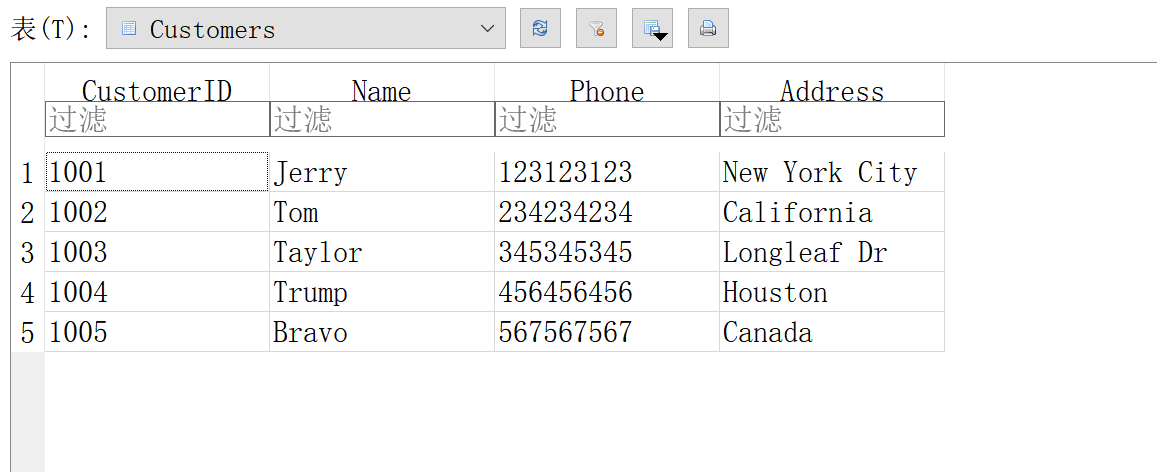 表(T): Customers
CustomerID Name Phone Address
过滤 过滤 过滤 过滤
1 1001 Jerry 123123123 New York City
2 1002 Tom 234234234 California
3 1003 Taylor 345345345 Longleaf Dr
4 1004 Trump 456456456 Houston
5 1005 Bravo 567567567 Canada